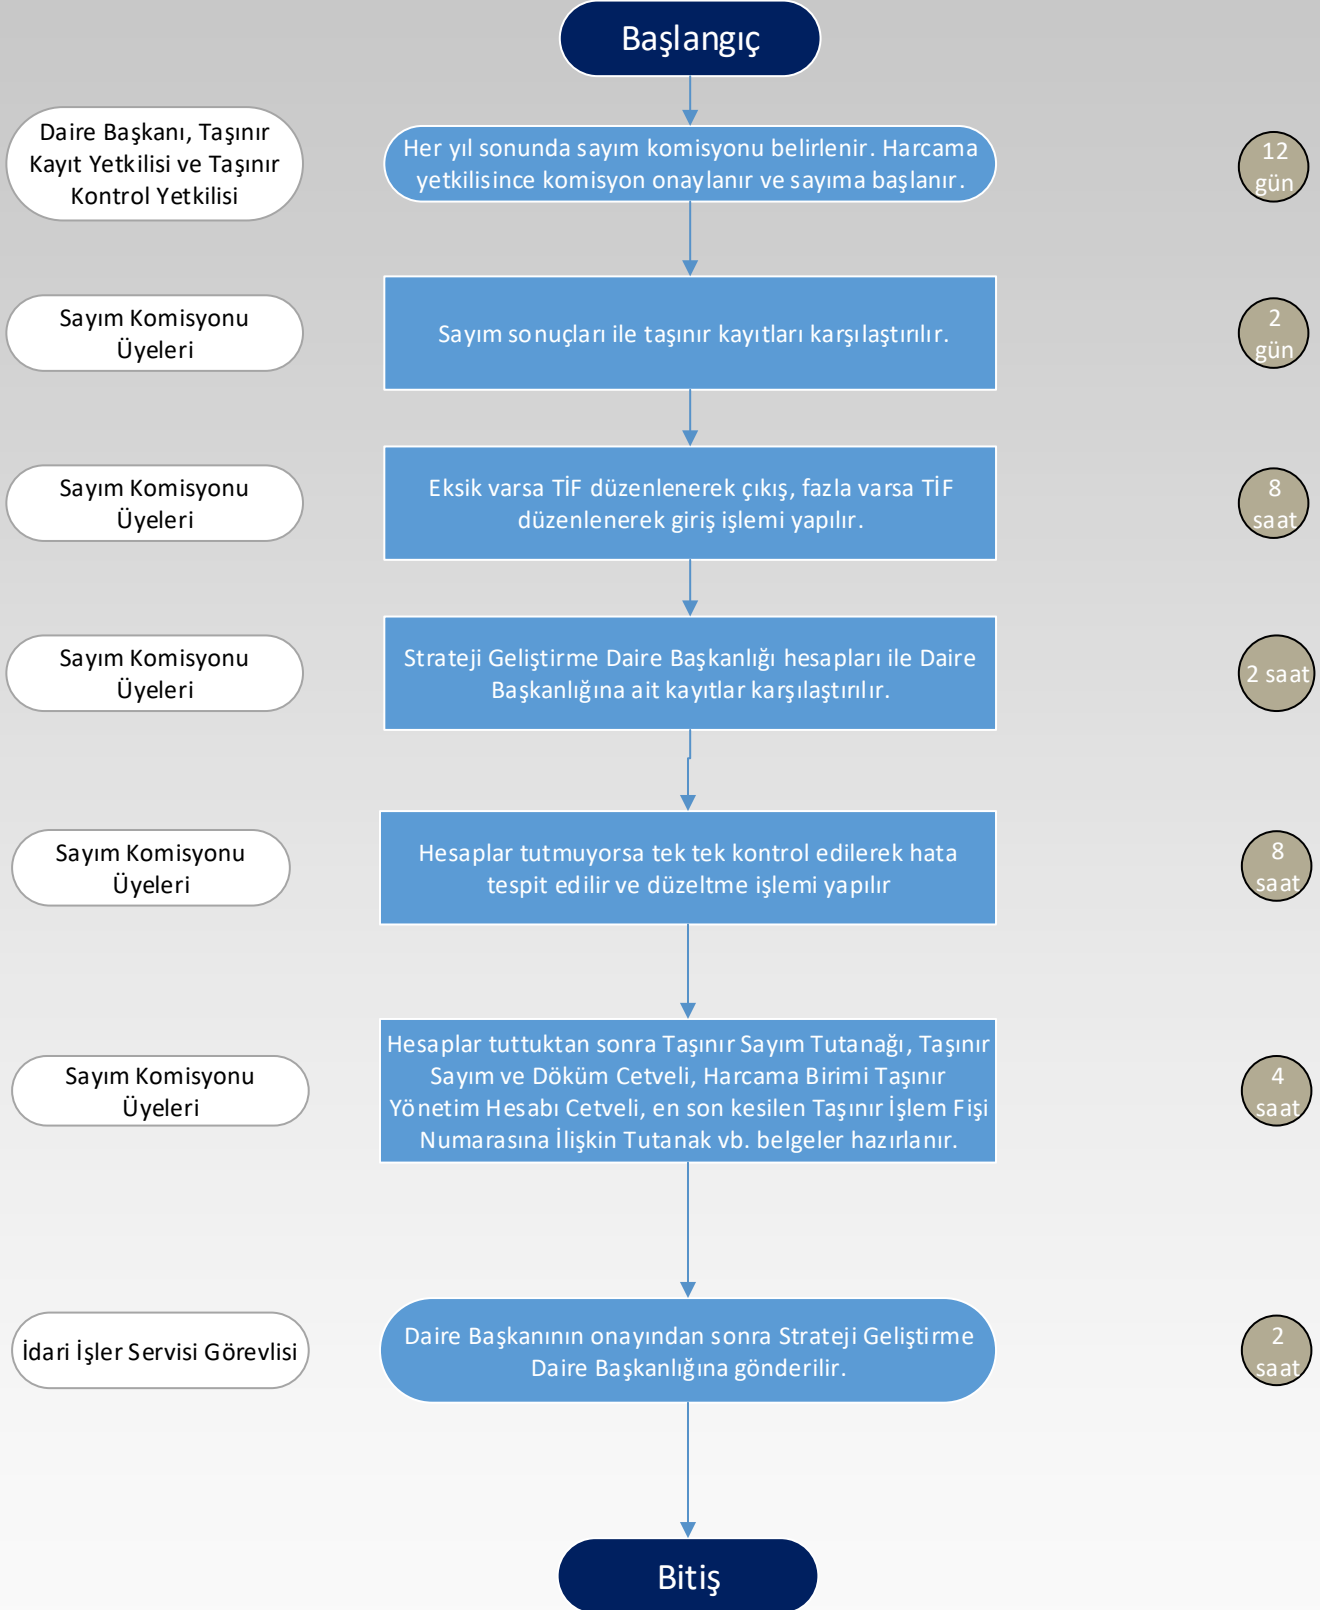 Başlangıç
Daire Başkanı, Taşınır
Kayıt Yetkilisi ve Taşınır
Kontrol Yetkilisi
Her yıl sonunda sayım komisyonu belirlenir. Harcama
yetkilisince komisyon onaylanır ve sayıma başlanır.
12
gün
Sayım Komisyonu
Üyeleri
Sayım sonuçları ile taşınır kayıtları karşılaştırılır.
2
gün
Sayım Komisyonu
Üyeleri
Eksik varsa TİF düzenlenerek çıkış, fazla varsa TİF
düzenlenerek giriş işlemi yapılır.
8
saat
Sayım Komisyonu
Üyeleri
Strateji Geliştirme Daire Başkanlığı hesapları ile Daire
Başkanlığına ait kayıtlar karşılaştırılır.
2 saat
Sayım Komisyonu
Üyeleri
Hesaplar tutmuyorsa tek tek kontrol edilerek hata
tespit edilir ve düzeltme işlemi yapılır
8
saat
Sayım Komisyonu
Üyeleri
Hesaplar tuttuktan sonra Taşınır Sayım Tutanağı, Taşınır
Sayım ve Döküm Cetveli, Harcama Birimi Taşınır
Yönetim Hesabı Cetveli, en son kesilen Taşınır İşlem Fişi
Numarasına İlişkin Tutanak vb. belgeler hazırlanır.
4
saat
İdari İşler Servisi Görevlisi
Daire Başkanının onayından sonra Strateji Geliştirme
Daire Başkanlığına gönderilir.
2
saat
Bitiş